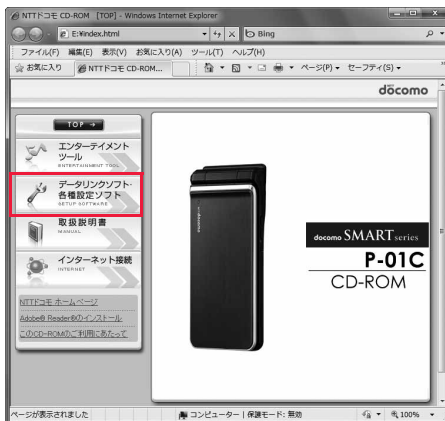 NTTドコモ CD-ROM [TOP] - Windows Internet Explorer
E:¥index.html
Bing
ファイル(F) 編集(E) 表示(V) お気に入り(A) ツール(T) ヘルプ(H)
お気に入り NTTドコモ CD-ROM... ページ(P) セーフティ(S)
döcomo
TOP →
エンターテイメント
ツール
ENTERTAINMENT TOOL
データリンクソフト・
各種設定ソフト
SETUP SOFTWARE
取扱説明書
MANUAL
インターネット接続
INTERNET
NTTドコモ ホームページ
Adobe® Reader®のインストール
このCD-ROMのご利用にあたって
docomo SMART series
P-01C
CD-ROM
ページが表示されました コンピューター | 保護モード: 無効 100%